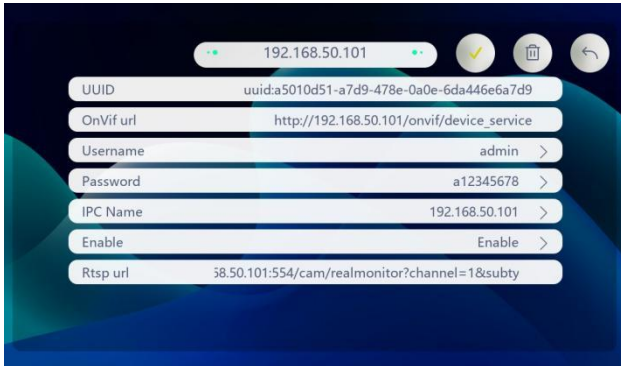 192.168.50.101
UUID uuid:a5010d51-a7d9-478e-0a0e-6da446e6a7d9
OnVif url http://192.168.50.101/onvif/device_service
Username admin
Password a12345678
IPC Name 192.168.50.101
Enable Enable
Rtsp url 58.50.101:554/cam/realmonitor?channel=1&subty